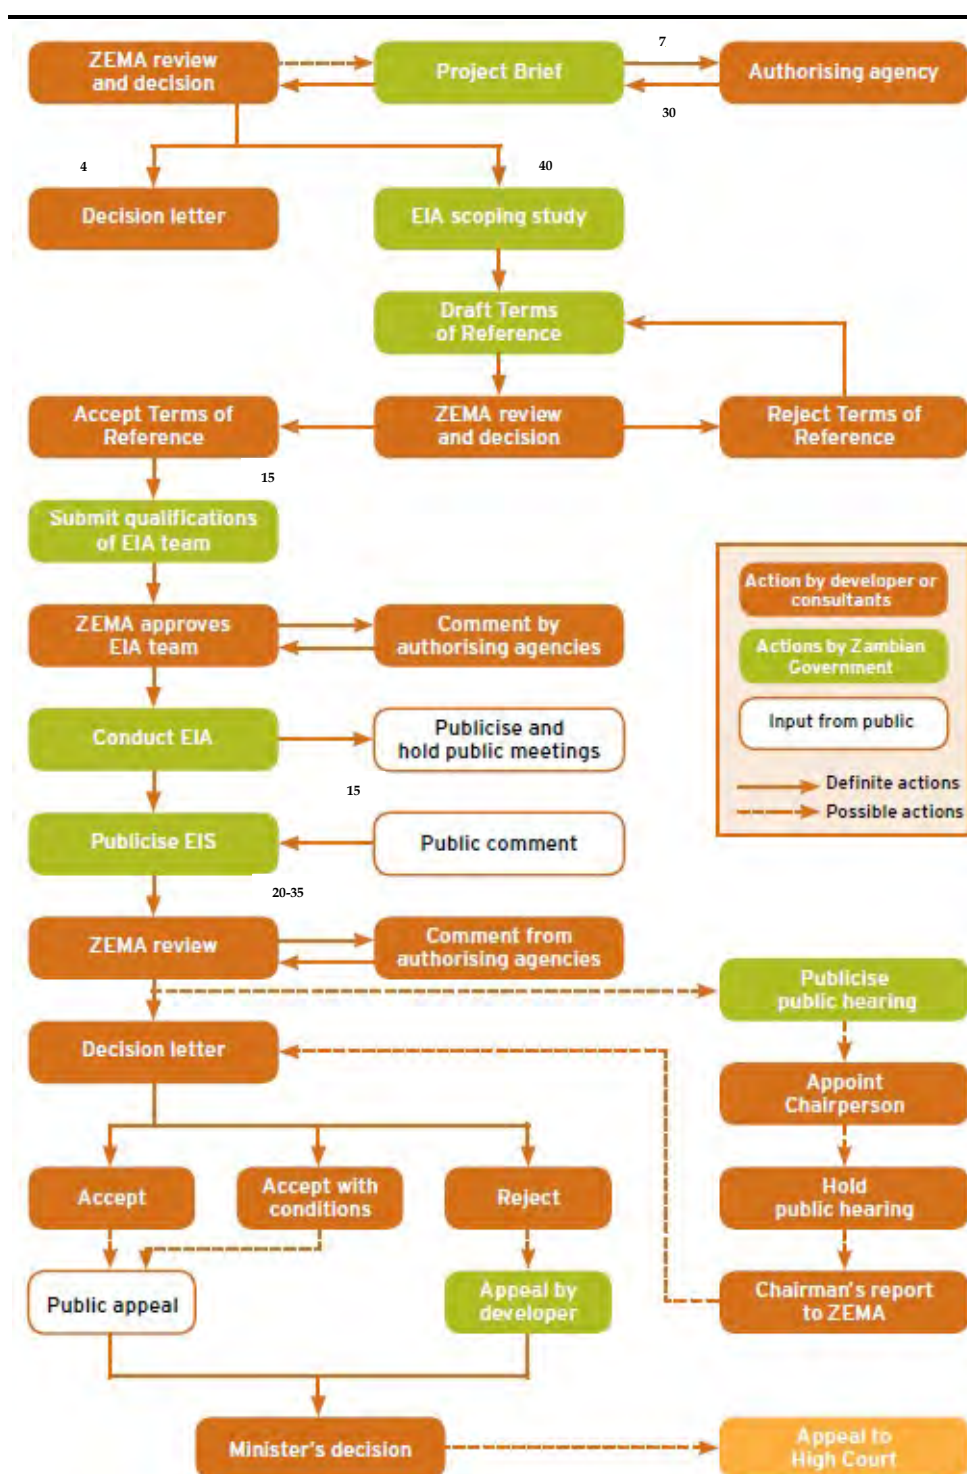 ZEMA review
and decision
Project Brief
7
30
Authorising agency
4
40
Decision letter
EIA scoping study
Draft Terms
of Reference
Accept Terms of
Reference
ZEMA review
and decision
Reject Terms of
Reference
15
Submit qualifications
of EIA team
ZEMA approves
EIA team
Comment by
authorising agencies
Conduct EIA
Publicise and
hold public meetings
15
Publicise EIS
Public comment
20-35
ZEMA review
Comment from
authorising agencies
Action by developer or
consultants
Actions by Zambian
Government
Input from public
Definite actions
Possible actions
Publicise
public hearing
Decision letter
Appoint
Chairperson
Accept
Accept with
conditions
Reject
Hold
public hearing
Public appeal
Appeal by
developer
Chairman's report
to ZEMA
Minister's decision
Appeal to
High Court